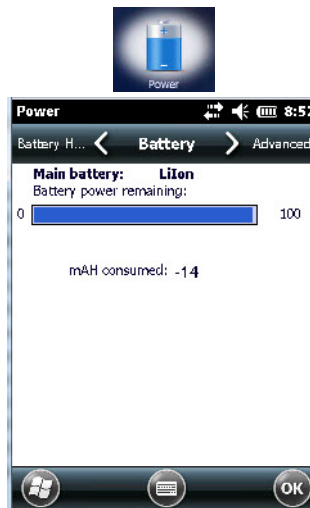 Power
Power 8:57
Battery H... Battery Advanced
Main battery: LiIon
Battery power remaining:
0 100
mAH consumed: -14
OK